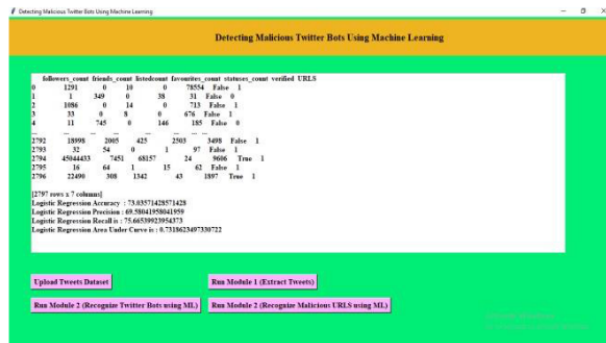 Detecting Malicious Twitter Bots Using Machine Learning
Detecting Malicious Twitter Bots Using Machine Learning
followers_count friends_count listedcount favourites_count statuses_count verified URLS
0 1291 0 10 0 78554 False 1
1 1 349 0 38 31 False 0
2 1086 0 14 0 713 False 1
3 33 0 8 0 676 False 1
4 11 745 0 146 185 False 0
... ... ... ... ... ... ... ...
2792 18998 2005 425 2503 3498 False 1
2793 32 54 0 1 97 False 1
2794 45044433 7451 68157 24 9606 True 1
2795 16 64 1 15 62 False 1
2796 22490 308 1342 43 1897 True 1
[2797 rows x 7 columns]
Logistic Regression Accuracy : 73.03571428571428
Logistic Regression Precision : 69.58041958041959
Logistic Regression Recall is : 75.66539923954373
Logistic Regression Area Under Curve is : 0.7318623497330722
Upload Tweets Dataset
Run Module 1 (Extract Tweets)
Run Module 2 (Recognize Twitter Bots using ML)
Run Module 2 (Recognize Malicious URLS using ML)